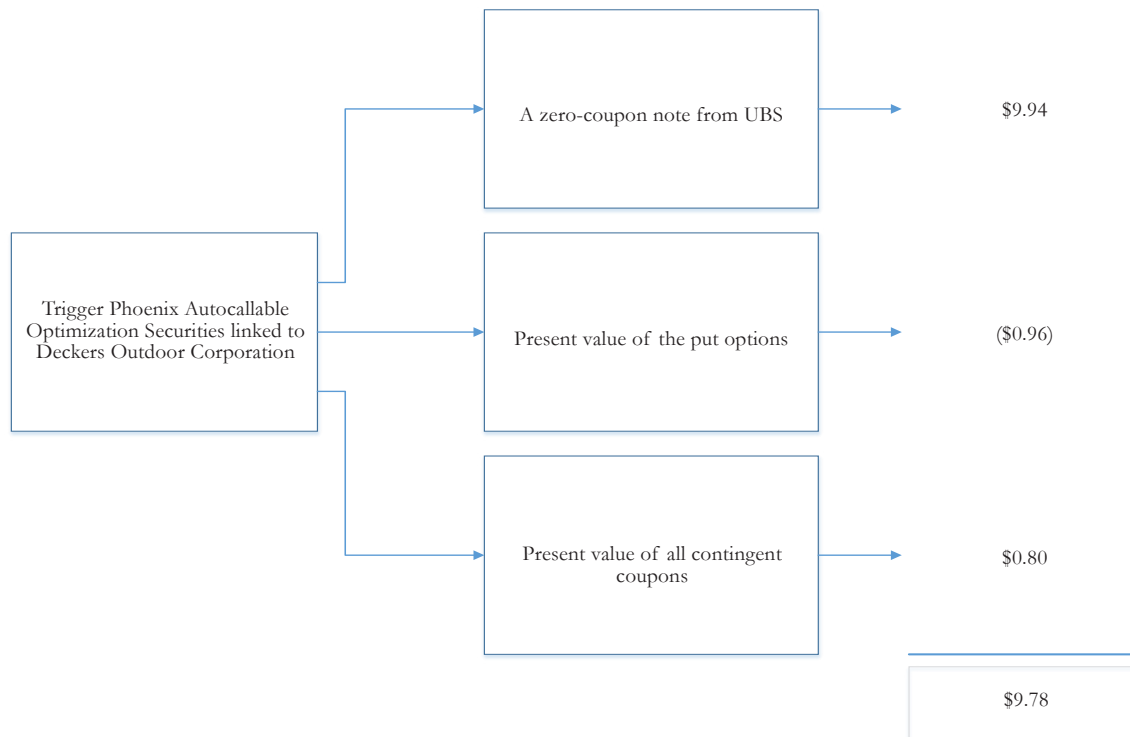 A zero-coupon note from UBS
$9.94
Trigger Phoenix Autocallable
Optimization Securities linked to
Deckers Outdoor Corporation
Present value of the put options
($0.96)
Present value of all contingent
coupons
$0.80
$9.78